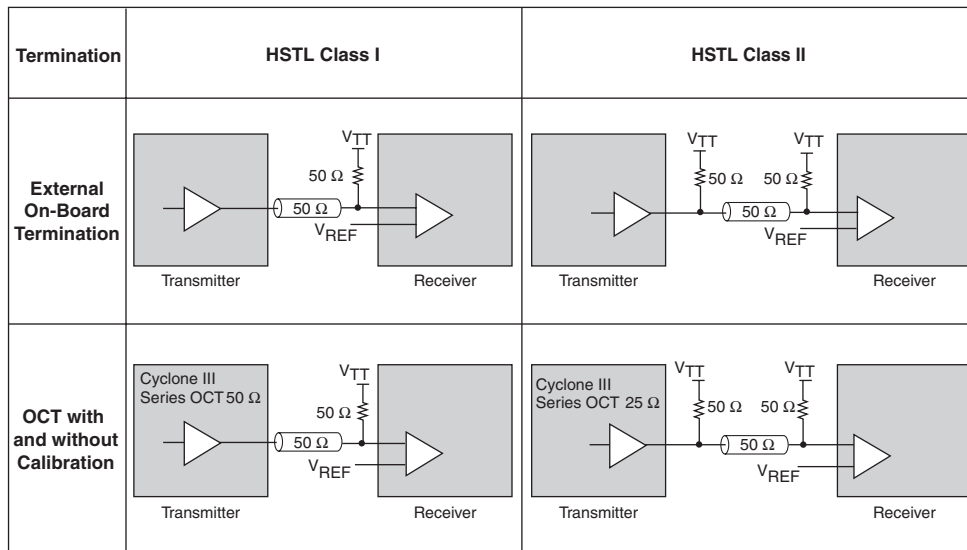 Termination
HSTL Class I
HSTL Class II
External
On-Board
Termination
VTT
50 Ω
50 Ω
VREF
Transmitter
Receiver
VTT
VTT
50 Ω
50 Ω
50 Ω
VREF
Transmitter
Receiver
OCT with
and without
Calibration
Cyclone III
Series OCT 50 Ω
VTT
50 Ω
50 Ω
VREF
Transmitter
Receiver
Cyclone III
Series OCT 25 Ω
VTT
VTT
50 Ω
50 Ω
50 Ω
VREF
Transmitter
Receiver